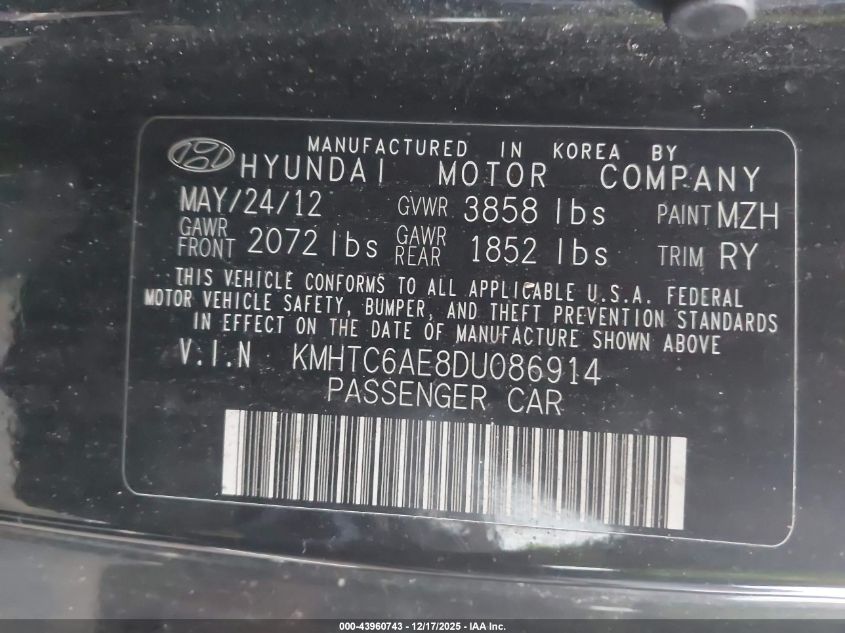 MANUFACTURED IN KOREA BY
HYUNDAI MOTOR COMPANY
MAY/24/12 GVWR 3858 lbs PAINT MZH
GAWR FRONT 2072 lbs GAWR REAR 1852 lbs TRIM RY
THIS VEHICLE CONFORMS TO ALL APPLICABLE U.S.A. FEDERAL
MOTOR VEHICLE SAFETY, BUMPER, AND THEFT PREVENTION STANDARDS
IN EFFECT ON THE DATE OF MANUFACTURE SHOWN ABOVE
V.I.N KMHTC6AE8DU086914
PASSENGER CAR
000-43960743 – 12/17/2025 – IAA Inc.